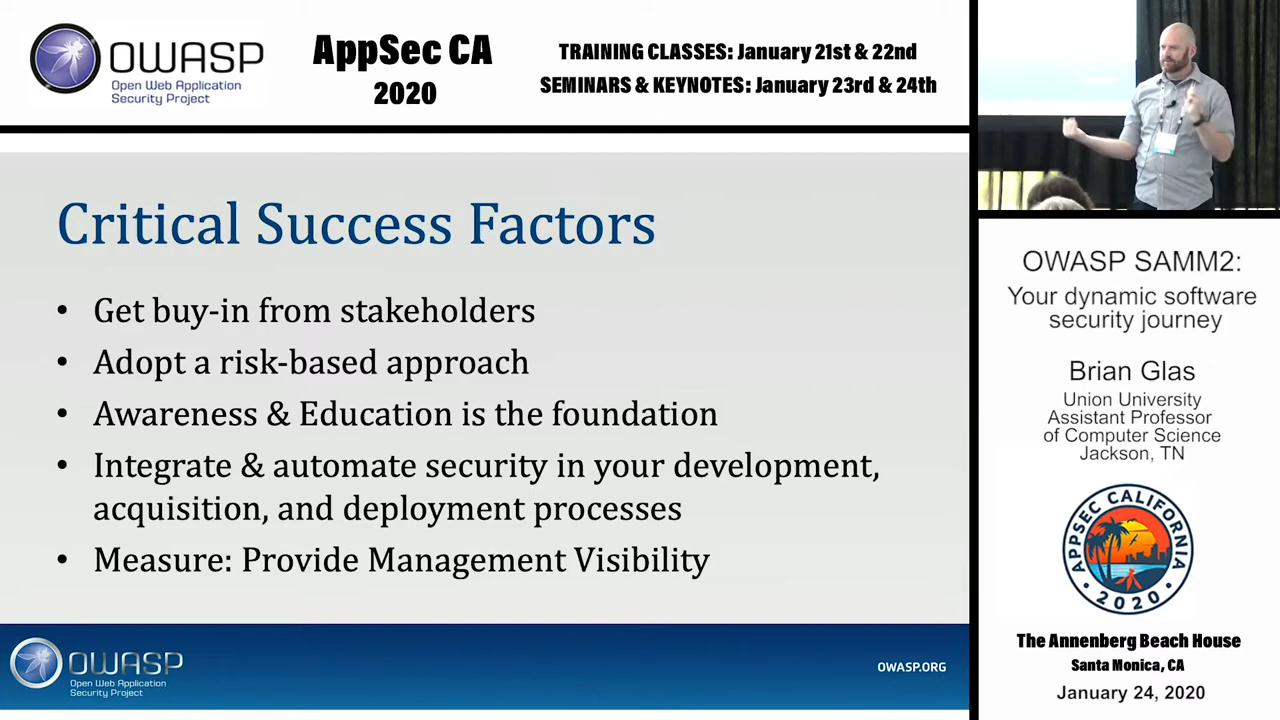 OWASP
Open Web Application
Security Project
AppSec CA
2020
TRAINING CLASSES: January 21st & 22nd
SEMINARS & KEYNOTES: January 23rd & 24th
Critical Success Factors
• Get buy-in from stakeholders
• Adopt a risk-based approach
• Awareness & Education is the foundation
• Integrate & automate security in your development,
acquisition, and deployment processes
• Measure: Provide Management Visibility
OWASP
Open Web Application
Security Project
OWASP.ORG
OWASP SAMM2:
Your dynamic software
security journey
Brian Glas
Union University
Assistant Professor
of Computer Science
Jackson, TN
APPSEC CALIFORNIA
• 2020 •
The Annenberg Beach House
Santa Monica, CA
January 24, 2020